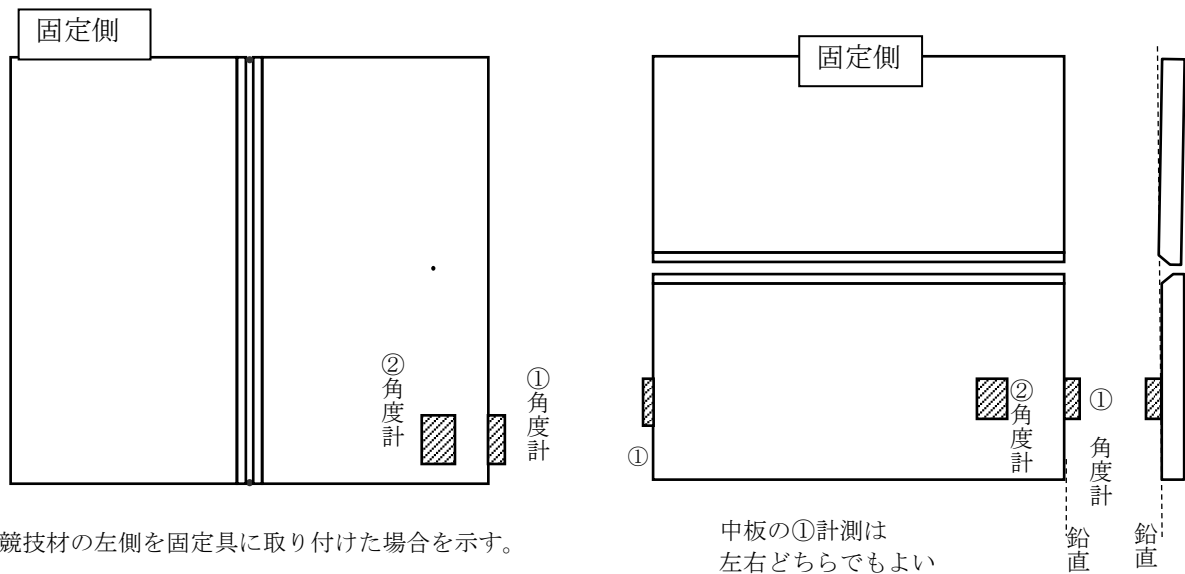 固定側
②角度計
①角度計
競技材の左側を固定具に取り付けた場合を示す。
固定側
②角度計
①
角度計
①
中板の①計測は
左右どちらでもよい
鉛直
鉛直